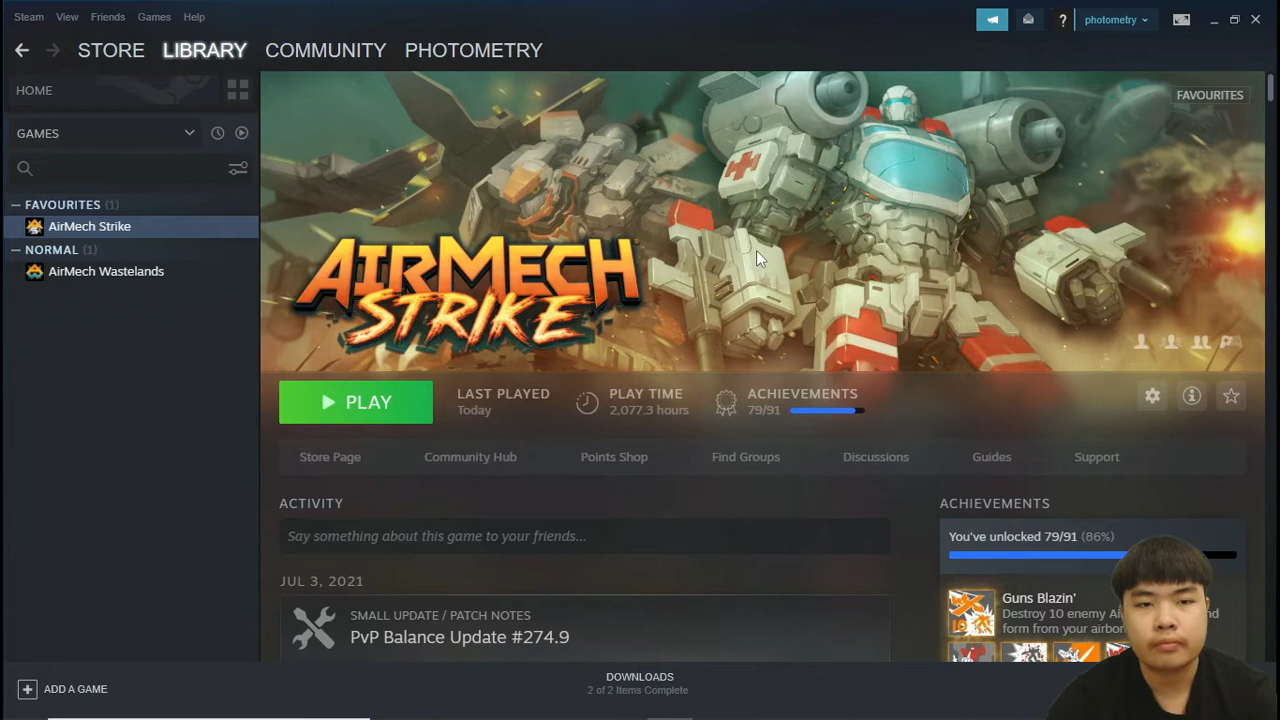 Steam View Friends Games Help
photometry
STORE LIBRARY COMMUNITY PHOTOMETRY
HOME
GAMES
FAVOURITES (1)
AirMech Strike
NORMAL (1)
AirMech Wastelands
FAVOURITES
AIRMECH
STRIKE
PLAY
LAST PLAYED
Today
PLAY TIME
2,077.3 hours
ACHIEVEMENTS
79/91
Store Page Community Hub Points Shop Find Groups Discussions Guides Support
ACTIVITY
Say something about this game to your friends...
JUL 3, 2021
SMALL UPDATE / PATCH NOTES
PvP Balance Update #274.9
ACHIEVEMENTS
You've unlocked 79/91 (86%)
Guns Blazin'
Destroy 10 enemy
form from your
ADD A GAME
DOWNLOADS
2 of 2 Items Complete